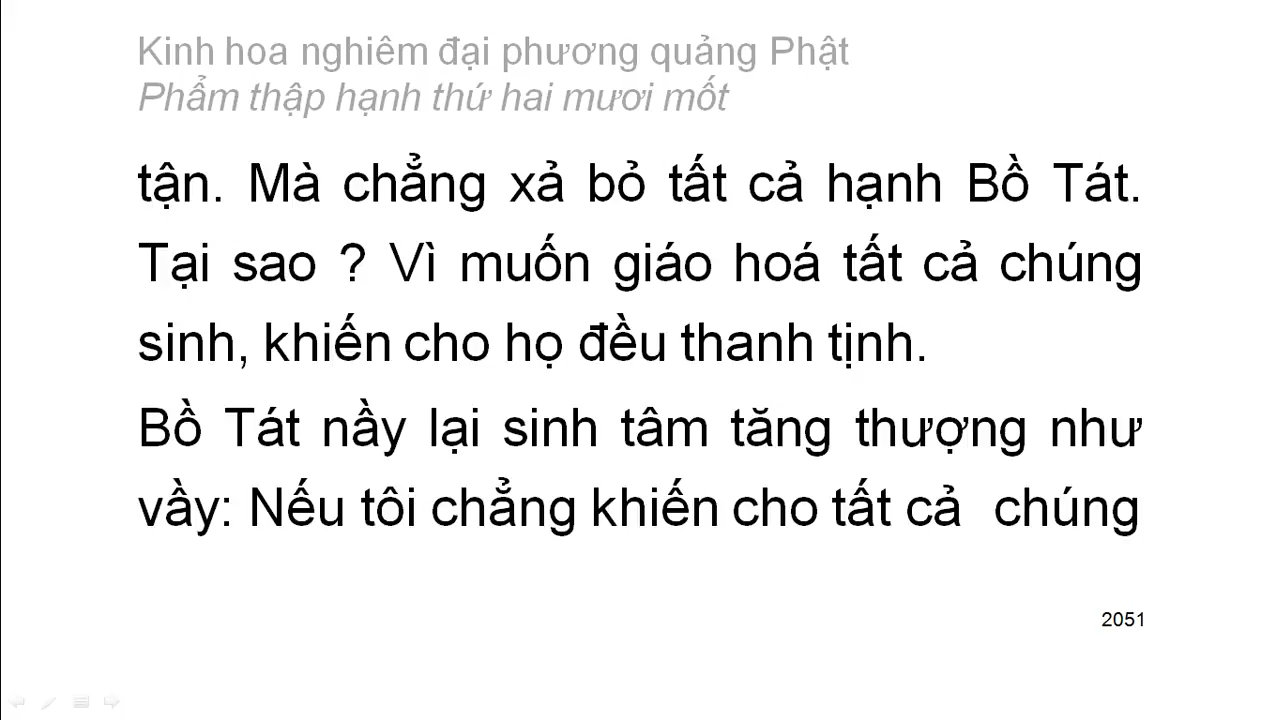 Kinh hoa nghiêm đại phương quảng Phật
Phẩm thập hạnh thứ hai mươi mốt
tận. Mà chẳng xả bỏ tất cả hạnh Bồ Tát.
Tại sao ? Vì muốn giáo hoá tất cả chúng
sinh, khiến cho họ đều thanh tịnh.
Bồ Tát nầy lại sinh tâm tăng thượng như
vầy: Nếu tôi chẳng khiến cho tất cả  chúng
2051